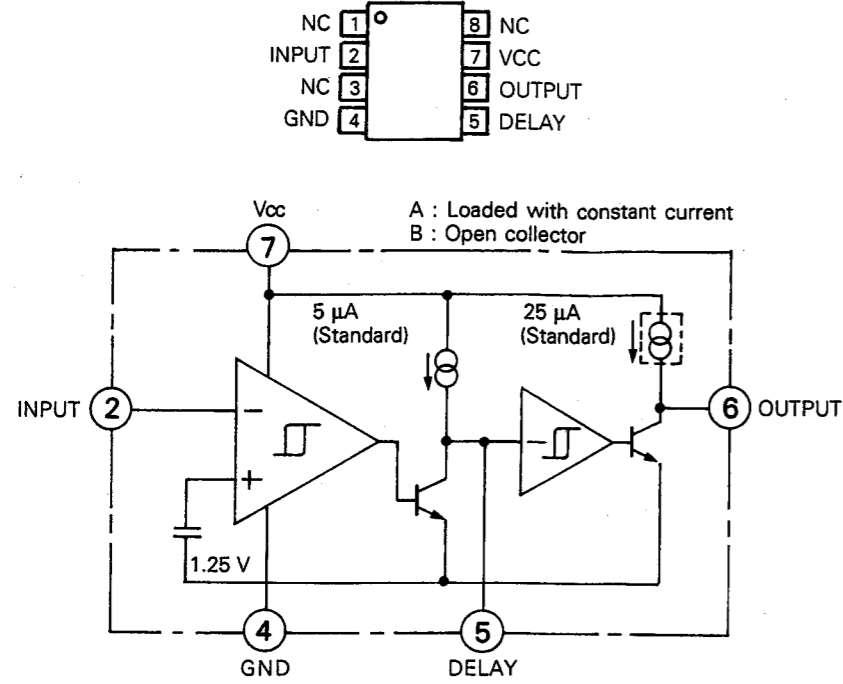 NC 1 8 NC
INPUT 2 7 VCC
NC 3 6 OUTPUT
GND 4 5 DELAY
Vcc
A : Loaded with constant current
B : Open collector
7
5 µA
(Standard)
25 µA
(Standard)
INPUT 2
−
+
−
6 OUTPUT
1.25 V
4
5
GND
DELAY